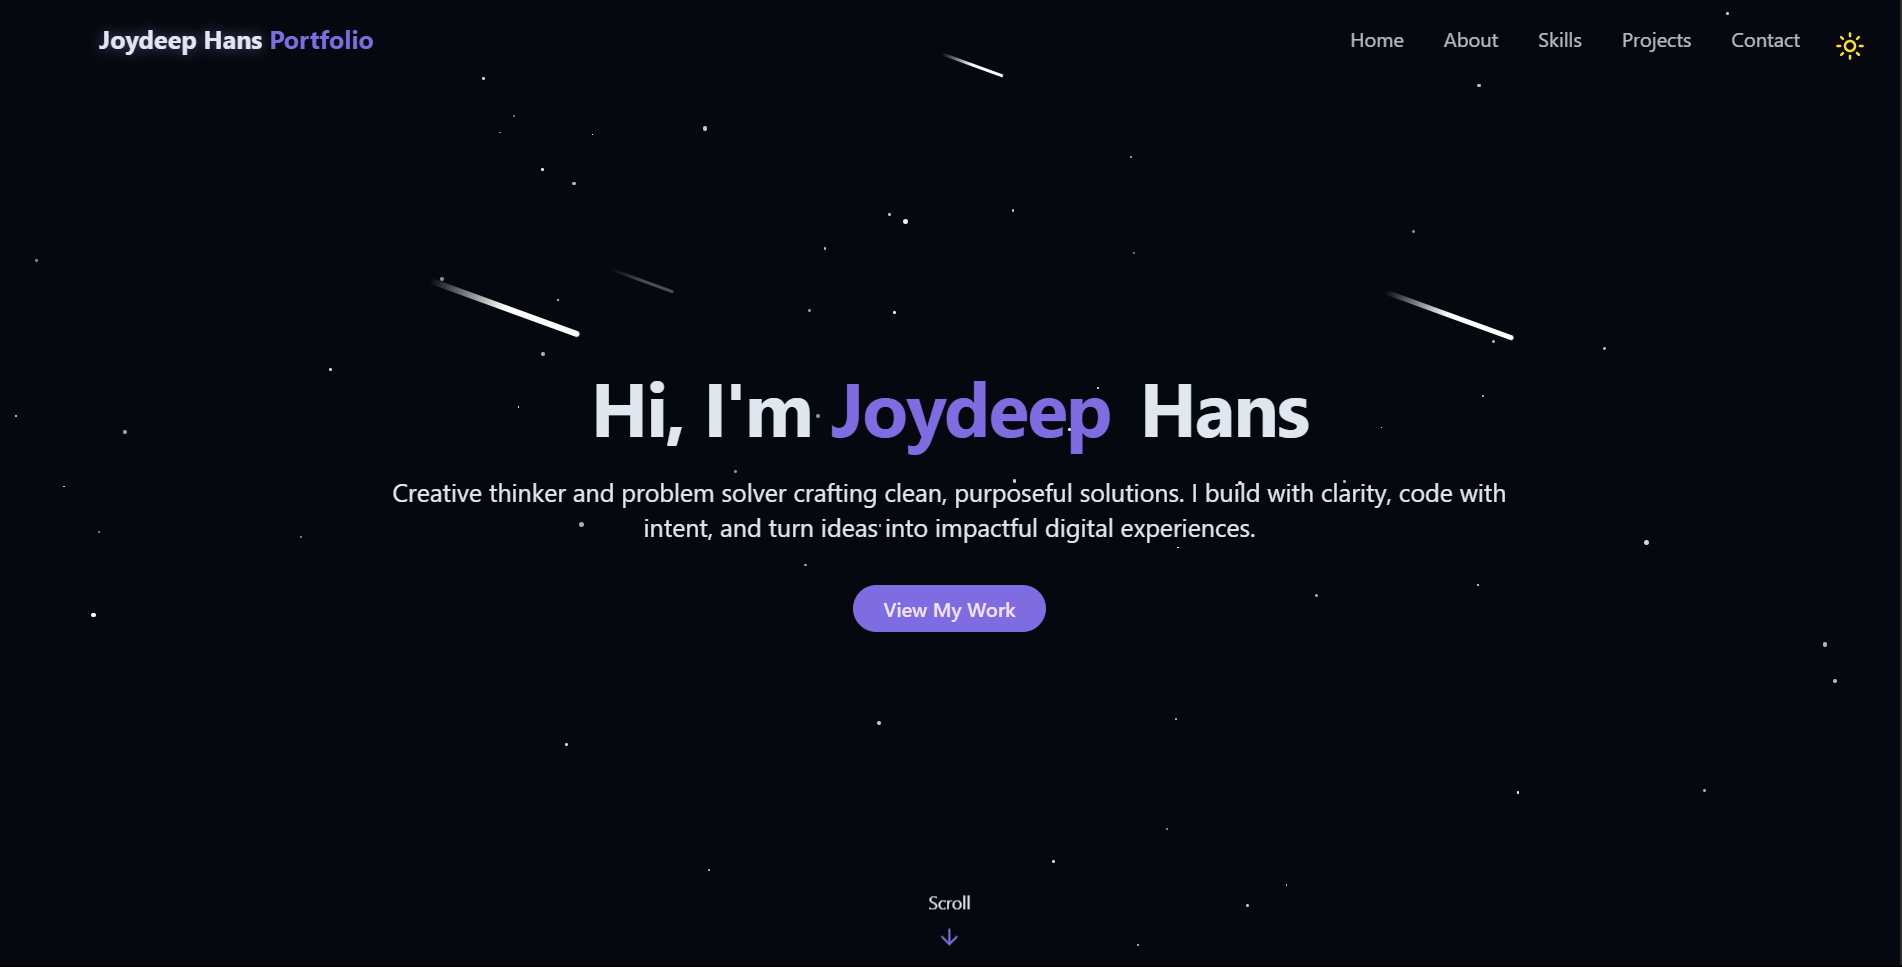 Joydeep Hans Portfolio
Home About Skills Projects Contact
Hi, I'm Joydeep Hans
Creative thinker and problem solver crafting clean, purposeful solutions. I build with clarity, code with
intent, and turn ideas into impactful digital experiences.
View My Work
Scroll